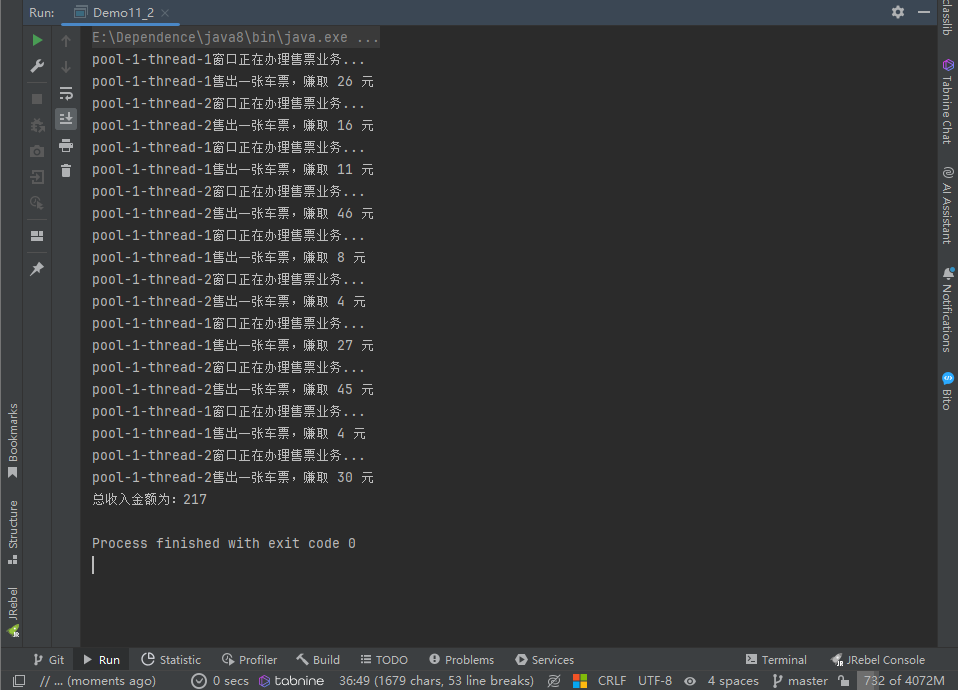 Run: Demo11_2
E:\Dependence\java8\bin\java.exe ...
pool-1-thread-1窗口正在办理售票业务...
pool-1-thread-1售出一张车票，赚取 26 元
pool-1-thread-2窗口正在办理售票业务...
pool-1-thread-2售出一张车票，赚取 16 元
pool-1-thread-1窗口正在办理售票业务...
pool-1-thread-1售出一张车票，赚取 11 元
pool-1-thread-2窗口正在办理售票业务...
pool-1-thread-2售出一张车票，赚取 46 元
pool-1-thread-1窗口正在办理售票业务...
pool-1-thread-1售出一张车票，赚取 8 元
pool-1-thread-2窗口正在办理售票业务...
pool-1-thread-2售出一张车票，赚取 4 元
pool-1-thread-1窗口正在办理售票业务...
pool-1-thread-1售出一张车票，赚取 27 元
pool-1-thread-2窗口正在办理售票业务...
pool-1-thread-2售出一张车票，赚取 45 元
pool-1-thread-1窗口正在办理售票业务...
pool-1-thread-1售出一张车票，赚取 4 元
pool-1-thread-2窗口正在办理售票业务...
pool-1-thread-2售出一张车票，赚取 30 元
总收入金额为：217
Process finished with exit code 0
Bookmarks
Structure
JRebel
classlib
Tabnine Chat
AI Assistant
Notifications
Bito
Git Run Statistic Profiler Build TODO Problems Services Terminal JRebel Console
// ... (moments ago) 0 secs tabnine 36:49 (1679 chars, 53 line breaks) CRLF UTF-8 4 spaces master 732 of 4072M